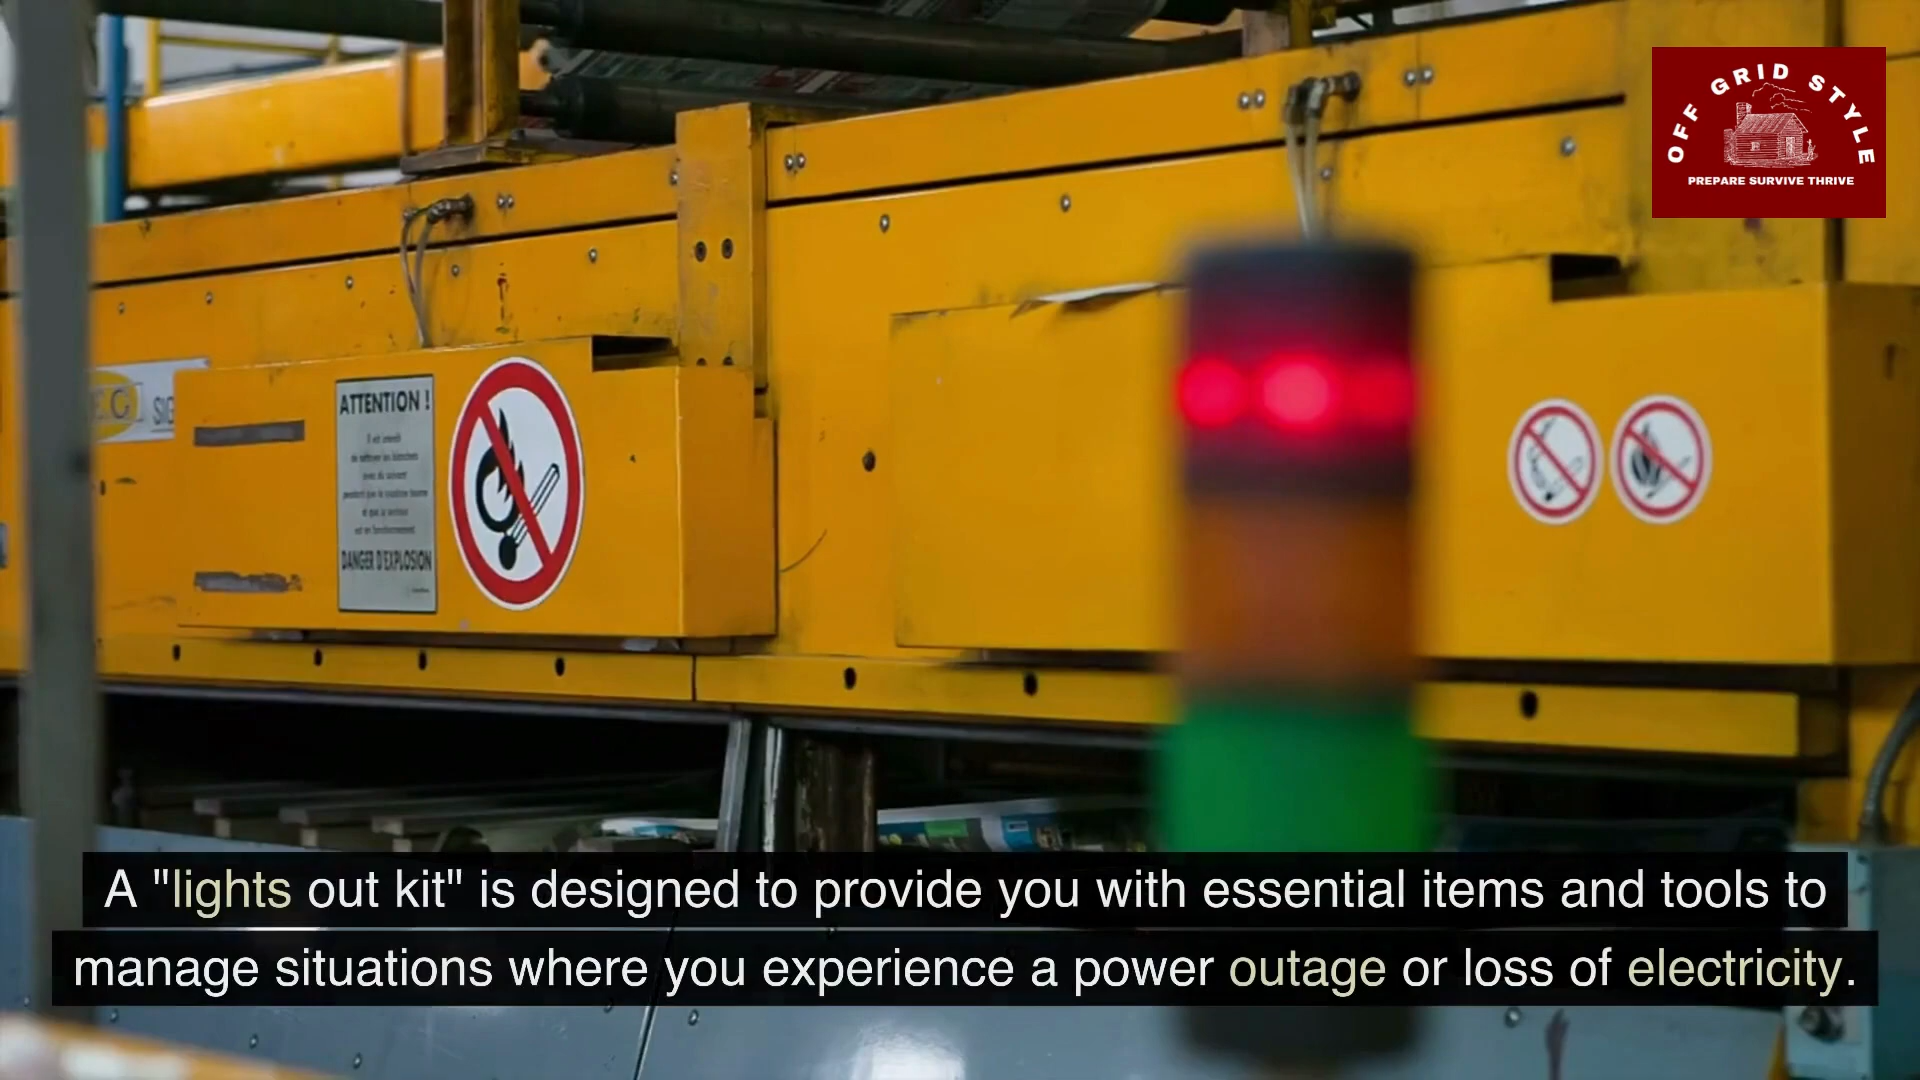 OFF GRID STYLE
PREPARE SURVIVE THRIVE
SIG
ATTENTION !
DANGER D'EXPLOSION
A "lights out kit" is designed to provide you with essential items and tools to
manage situations where you experience a power outage or loss of electricity.